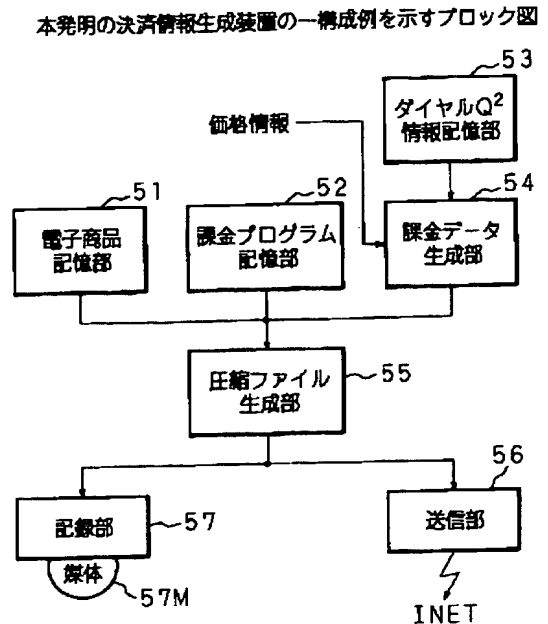 本発明の決済情報生成装置の一構成例を示すブロック図
53
ダイヤルQ²
情報記憶部
価格情報
51
52
54
電子商品
記憶部
課金プログラム
記憶部
課金データ
生成部
圧縮ファイル
生成部
55
56
記録部
57
送信部
媒体
57M
INET